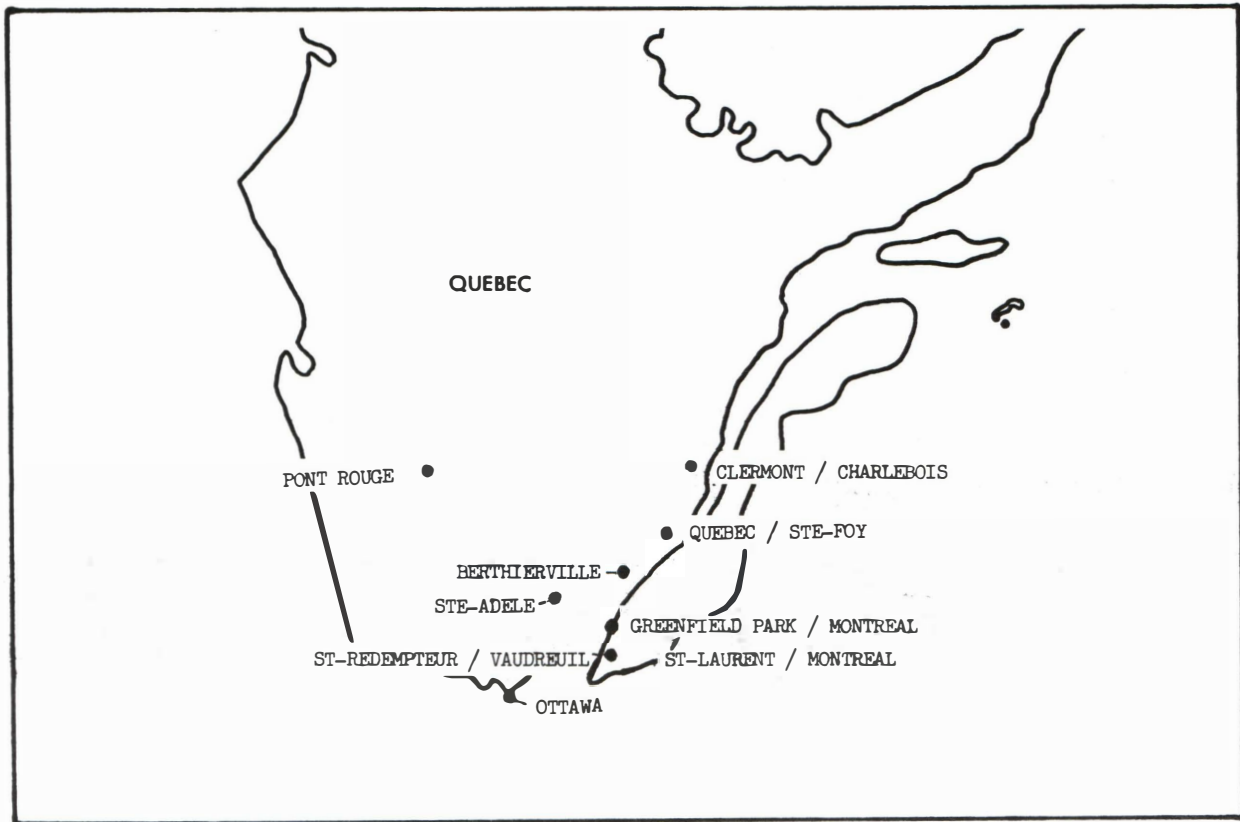 QUEBEC
PONT ROUGE
CLERMONT / CHARLEBOIS
QUEBEC / STE-FOY
BERTHIERVILLE
STE-ADELE
GREENFIELD PARK / MONTREAL
ST-REDEMPTEUR / VAUDREUIL
ST-LAURENT / MONTREAL
OTTAWA